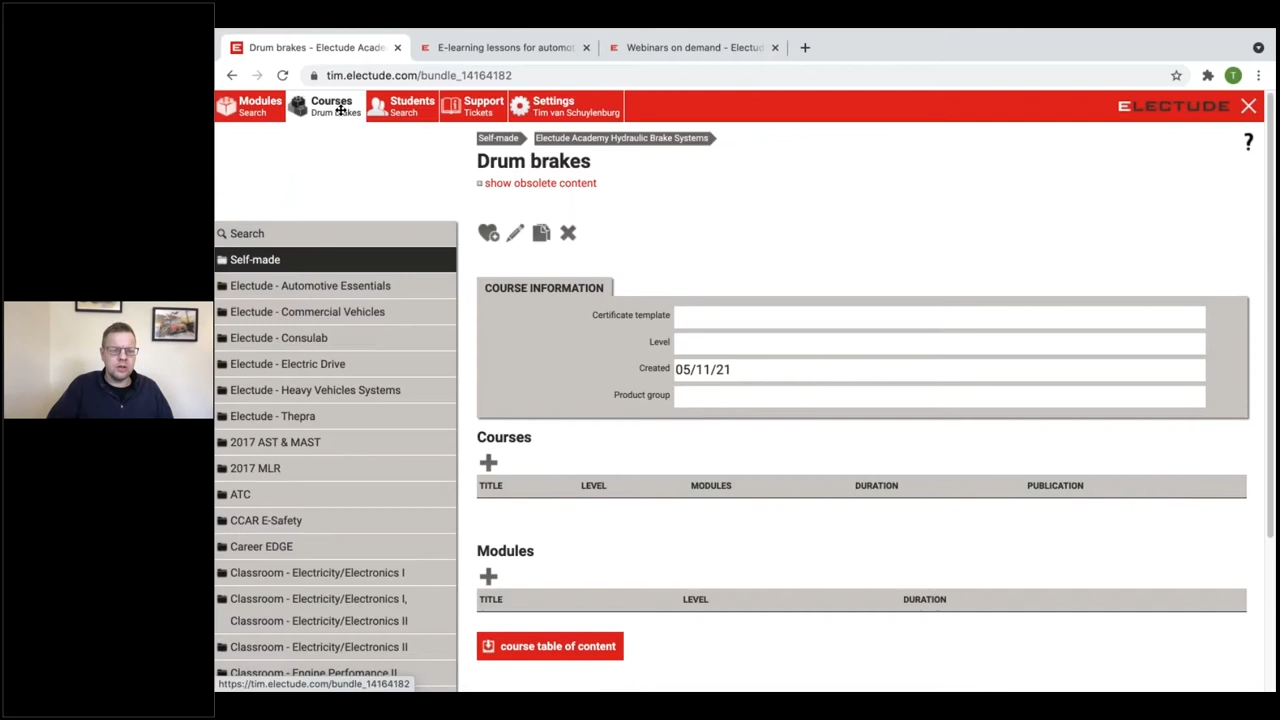 Drum brakes - Electude Acade
E-learning lessons for automot
Webinars on demand - Electud
tim.electude.com/bundle_14164182
T
Modules
Search
Courses
Drum brakes
Students
Search
Support
Tickets
Settings
Tim van Schuylenburg
ELECTUDE
Self-made
Electude Academy Hydraulic Brake Systems
?
Drum brakes
show obsolete content
Search
Self-made
Electude - Automotive Essentials
Electude - Commercial Vehicles
Electude - Consulab
Electude - Electric Drive
Electude - Heavy Vehicles Systems
Electude - Thepra
2017 AST & MAST
2017 MLR
ATC
CCAR E-Safety
Career EDGE
Classroom - Electricity/Electronics I
Classroom - Electricity/Electronics I,
Classroom - Electricity/Electronics II
Classroom - Electricity/Electronics II
Classroom - Engine Perfomance II
https://tim.electude.com/bundle_14164182
COURSE INFORMATION
Certificate template
Level
Created 05/11/21
Product group
Courses
TITLE LEVEL MODULES DURATION PUBLICATION
Modules
TITLE LEVEL DURATION
course table of content